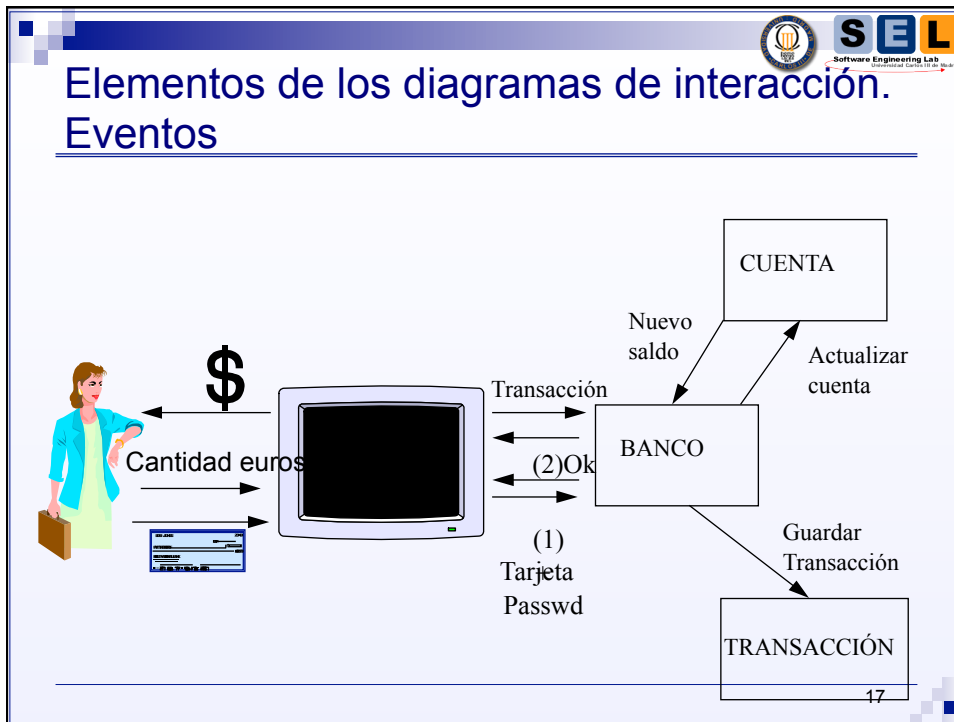 SEL
Software Engineering Lab
Elementos de los diagramas de interacción.
Eventos
CUENTA
Nuevo
saldo
Actualizar
cuenta
$
Transacción
Cantidad euros
(2)Ok
BANCO
(1)
Tarjeta
+
Passwd
Guardar
Transacción
TRANSACCIÓN
17